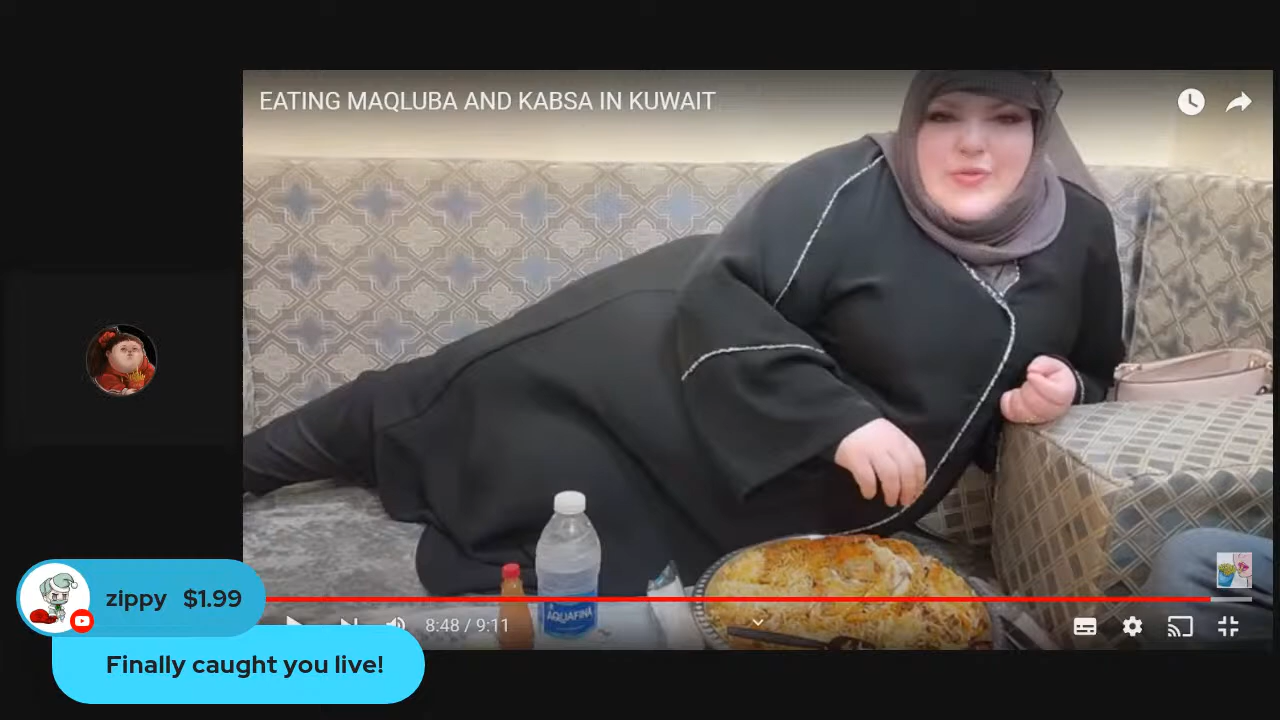 EATING MAQLUBA AND KABSA IN KUWAIT
AQUAFINA
zippy $1.99
8:48 / 9:11
Finally caught you live!